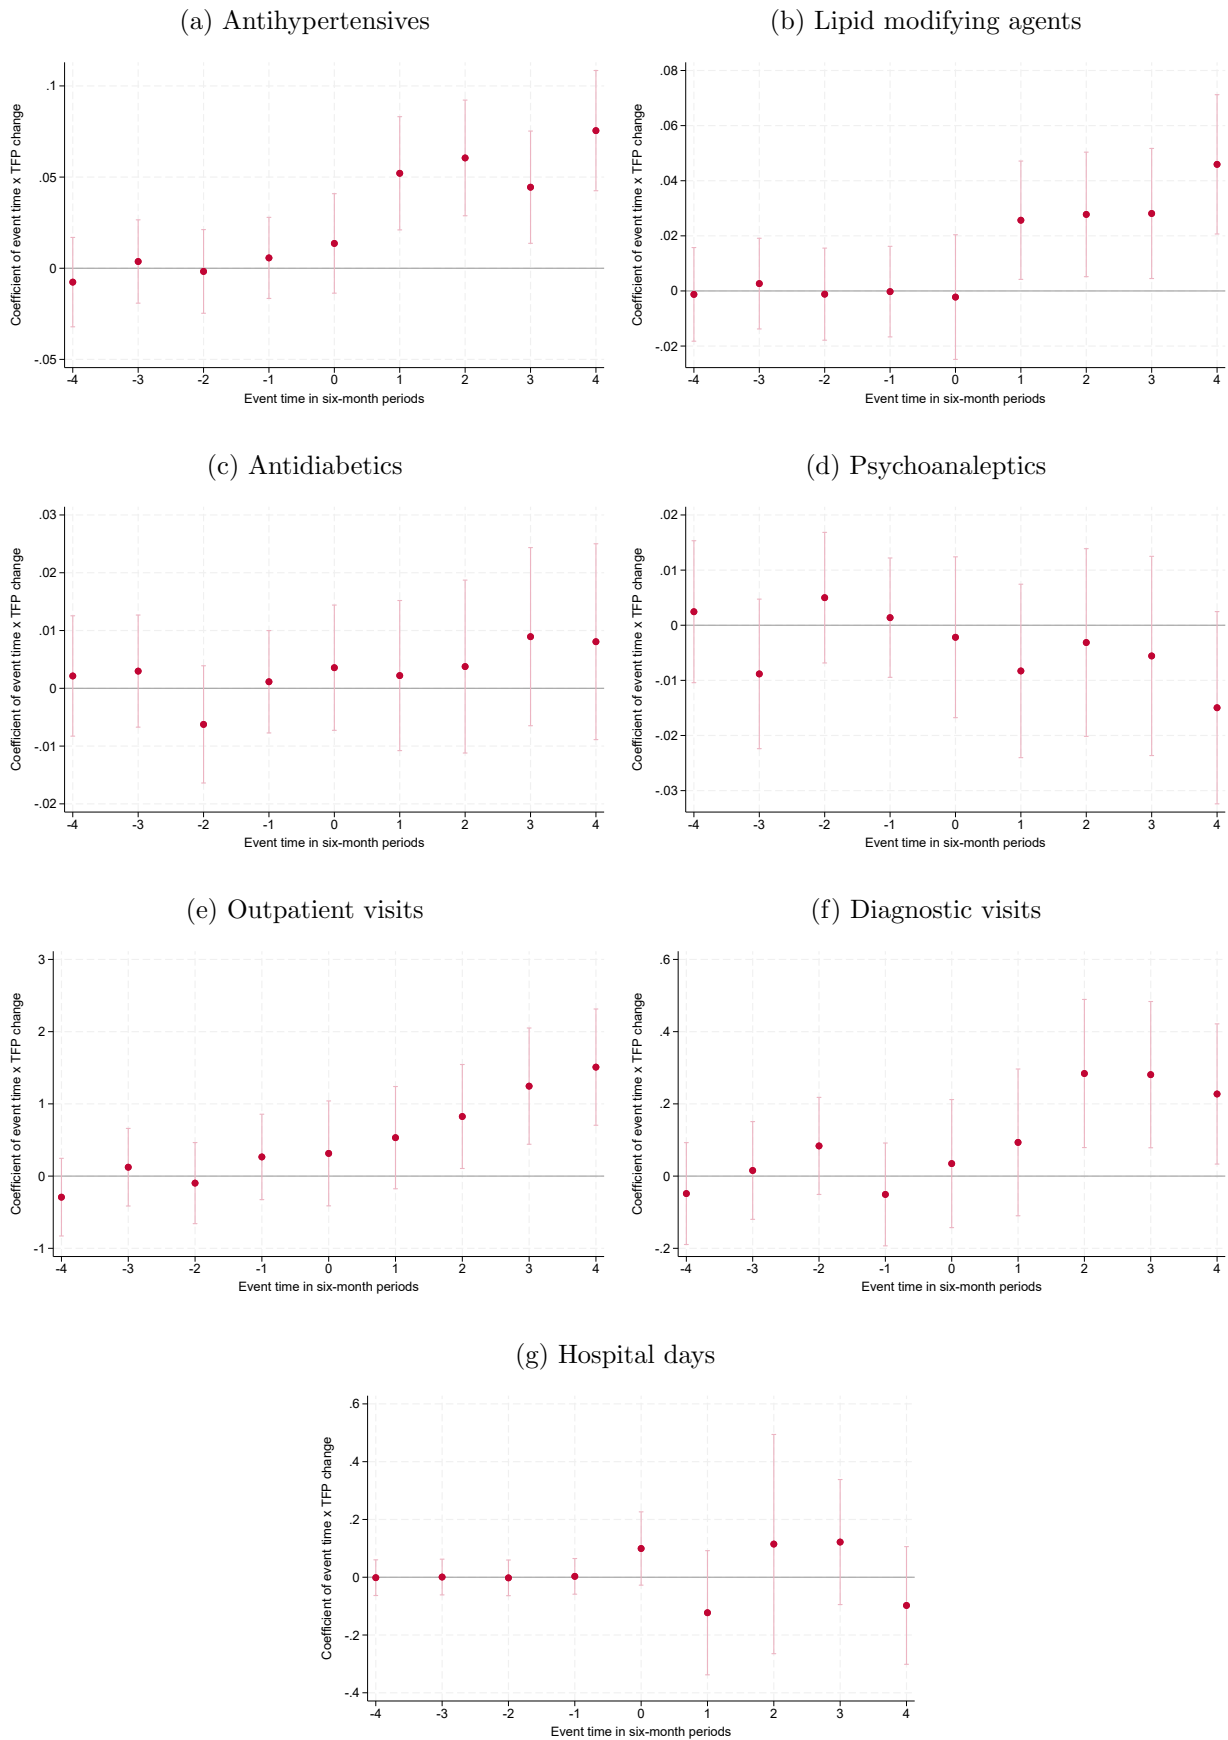 (a) Antihypertensives
Coefficient of event time x TFP change
.1
.05
0
-.05
-4 -3 -2 -1 0 1 2 3 4
Event time in six-month periods
(b) Lipid modifying agents
Coefficient of event time x TFP change
.08
.06
.04
.02
0
-.02
-4 -3 -2 -1 0 1 2 3 4
Event time in six-month periods
(c) Antidiabetics
Coefficient of event time x TFP change
.03
.02
.01
0
-.01
-.02
-4 -3 -2 -1 0 1 2 3 4
Event time in six-month periods
(d) Psychoanaleptics
Coefficient of event time x TFP change
.02
.01
0
-.01
-.02
-.03
-4 -3 -2 -1 0 1 2 3 4
Event time in six-month periods
(e) Outpatient visits
Coefficient of event time x TFP change
3
2
1
0
-1
-4 -3 -2 -1 0 1 2 3 4
Event time in six-month periods
(f) Diagnostic visits
Coefficient of event time x TFP change
.6
.4
.2
0
-.2
-4 -3 -2 -1 0 1 2 3 4
Event time in six-month periods
(g) Hospital days
Coefficient of event time x TFP change
.6
.4
.2
0
-.2
-.4
-4 -3 -2 -1 0 1 2 3 4
Event time in six-month periods